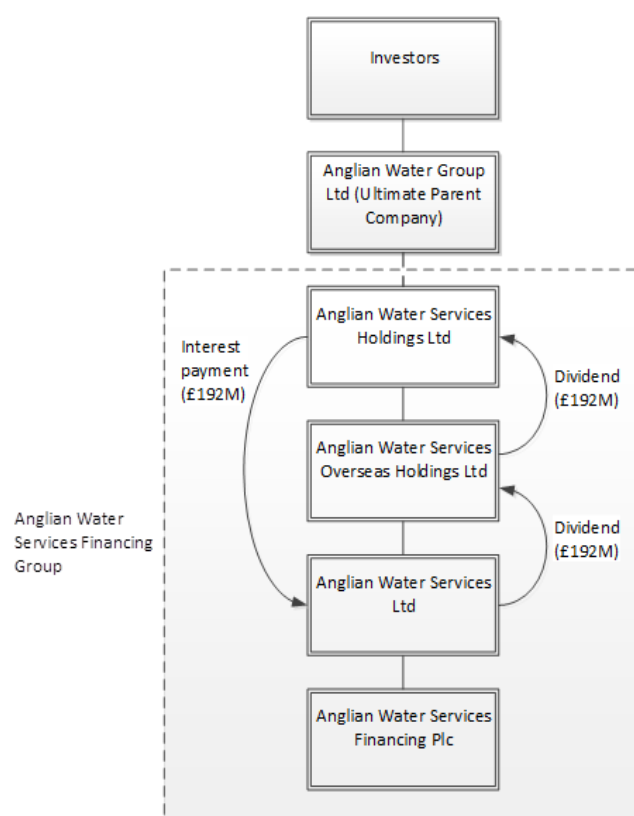 Investors
Anglian Water Group
Ltd (Ultimate Parent
Company)
Anglian Water Services
Holdings Ltd
Interest
payment
(£192M)
Dividend
(£192M)
Anglian Water Services
Overseas Holdings Ltd
Anglian Water
Services Financing
Group
Dividend
(£192M)
Anglian Water Services
Ltd
Anglian Water Services
Financing Plc